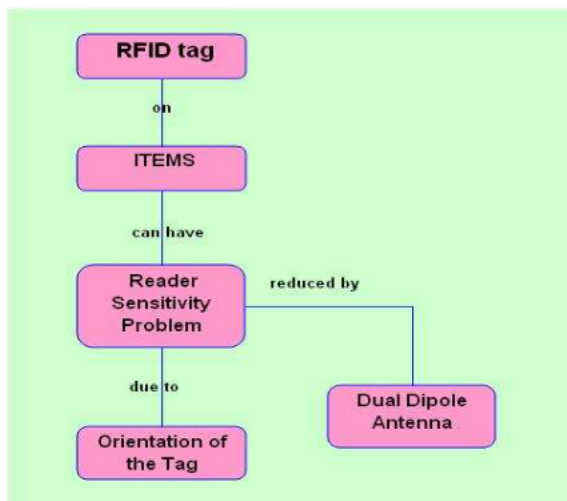 RFID tag
on
ITEMS
can have
Reader
Sensitivity
Problem
reduced by
due to
Dual Dipole
Antenna
Orientation of
the Tag